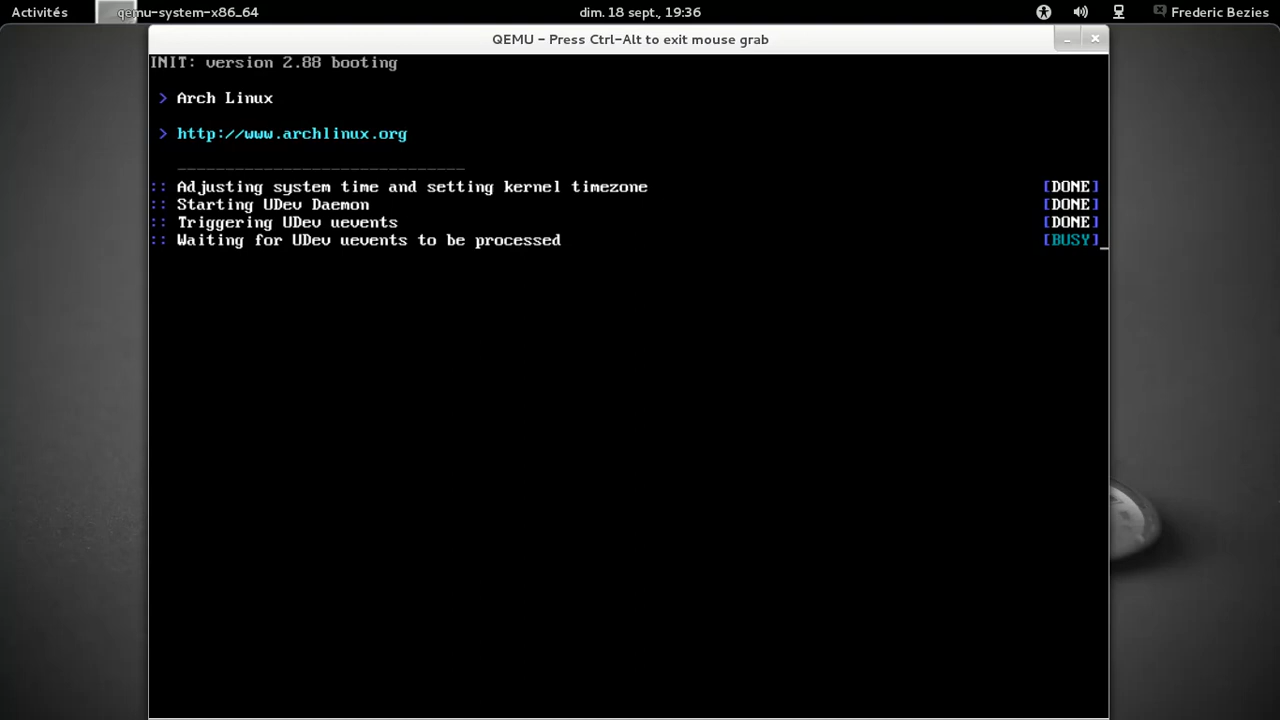 Activités qemu-system-x86_64 dim. 18 sept., 19:36 Frederic Bezies
QEMU - Press Ctrl-Alt to exit mouse grab
INIT: version 2.88 booting
> Arch Linux
> http://www.archlinux.org
______________________________
:: Adjusting system time and setting kernel timezone [DONE]
:: Starting UDev Daemon [DONE]
:: Triggering UDev uevents [DONE]
:: Waiting for UDev uevents to be processed [BUSY]_